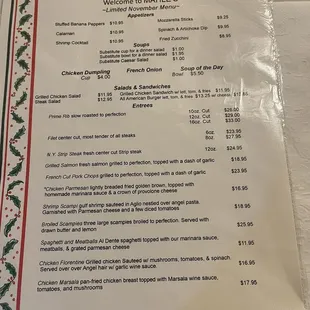 Welcome to
~Limited November Menu~
Appetizers
Stuffed Banana Peppers $10.95 Mozzarella Sticks $9.25
Calamari $10.95 Spinach & Artichoke Dip $9.95
Shrimp Cocktail $10.95 Fried Zucchini $8.95
Soups
Substitute cup for a dinner salad $1.00
Substitute bowl for a dinner salad $1.95
Substitute Caesar Salad $1.00
Chicken Dumpling French Onion Soup of the Day
Cup $4.00 Bowl $5.50
Salads & Sandwiches
Grilled Chicken Salad $11.95 Grilled Chicken Sandwich w/ lett, tom, & fries $11.95
Steak Salad $12.95 All American Burger lett, tom, & fries $13.25
Entrees
Prime Rib slow roasted to perfection 10oz. Cut $26.00
12oz. Cut $29.00
16oz. Cut $33.00
Filet center cut, most tender of all steaks 6oz $23.95
8oz. $27.95
N.Y. Strip Steak fresh center cut Strip steak 12oz $24.95
Grilled Salmon fresh salmon grilled to perfection, topped with a dash of garlic $18.95
French Cut Pork Chops grilled to perfection, topped with a dash of garlic $23.95
*Chicken Parmesan lightly breaded fried golden brown, topped with
homemade marinara sauce & a crown of provolone cheese $16.95
Shrimp Scampi gulf shrimp sauteed in Aglio nestled over angel pasta.
Garnished with Parmesan cheese and a few diced tomatoes $18.95
Broiled Scampies three large scampies broiled to perfection. Served with
drawn butter and lemon $25.95
Spaghetti and Meatballs Al Dente spaghetti topped with our marinara sauce,
meatballs, & grated parmesan cheese $11.95
Chicken Florentine Grilled chicken Sauteed w/ mushrooms, tomatoes, & spinach.
Served over over Angel hair w/ garlic wine sauce. $16.95
Chicken Marsala pan-fried chicken breast topped with Marsala wine sauce,
tomatoes, and mushrooms $17.95